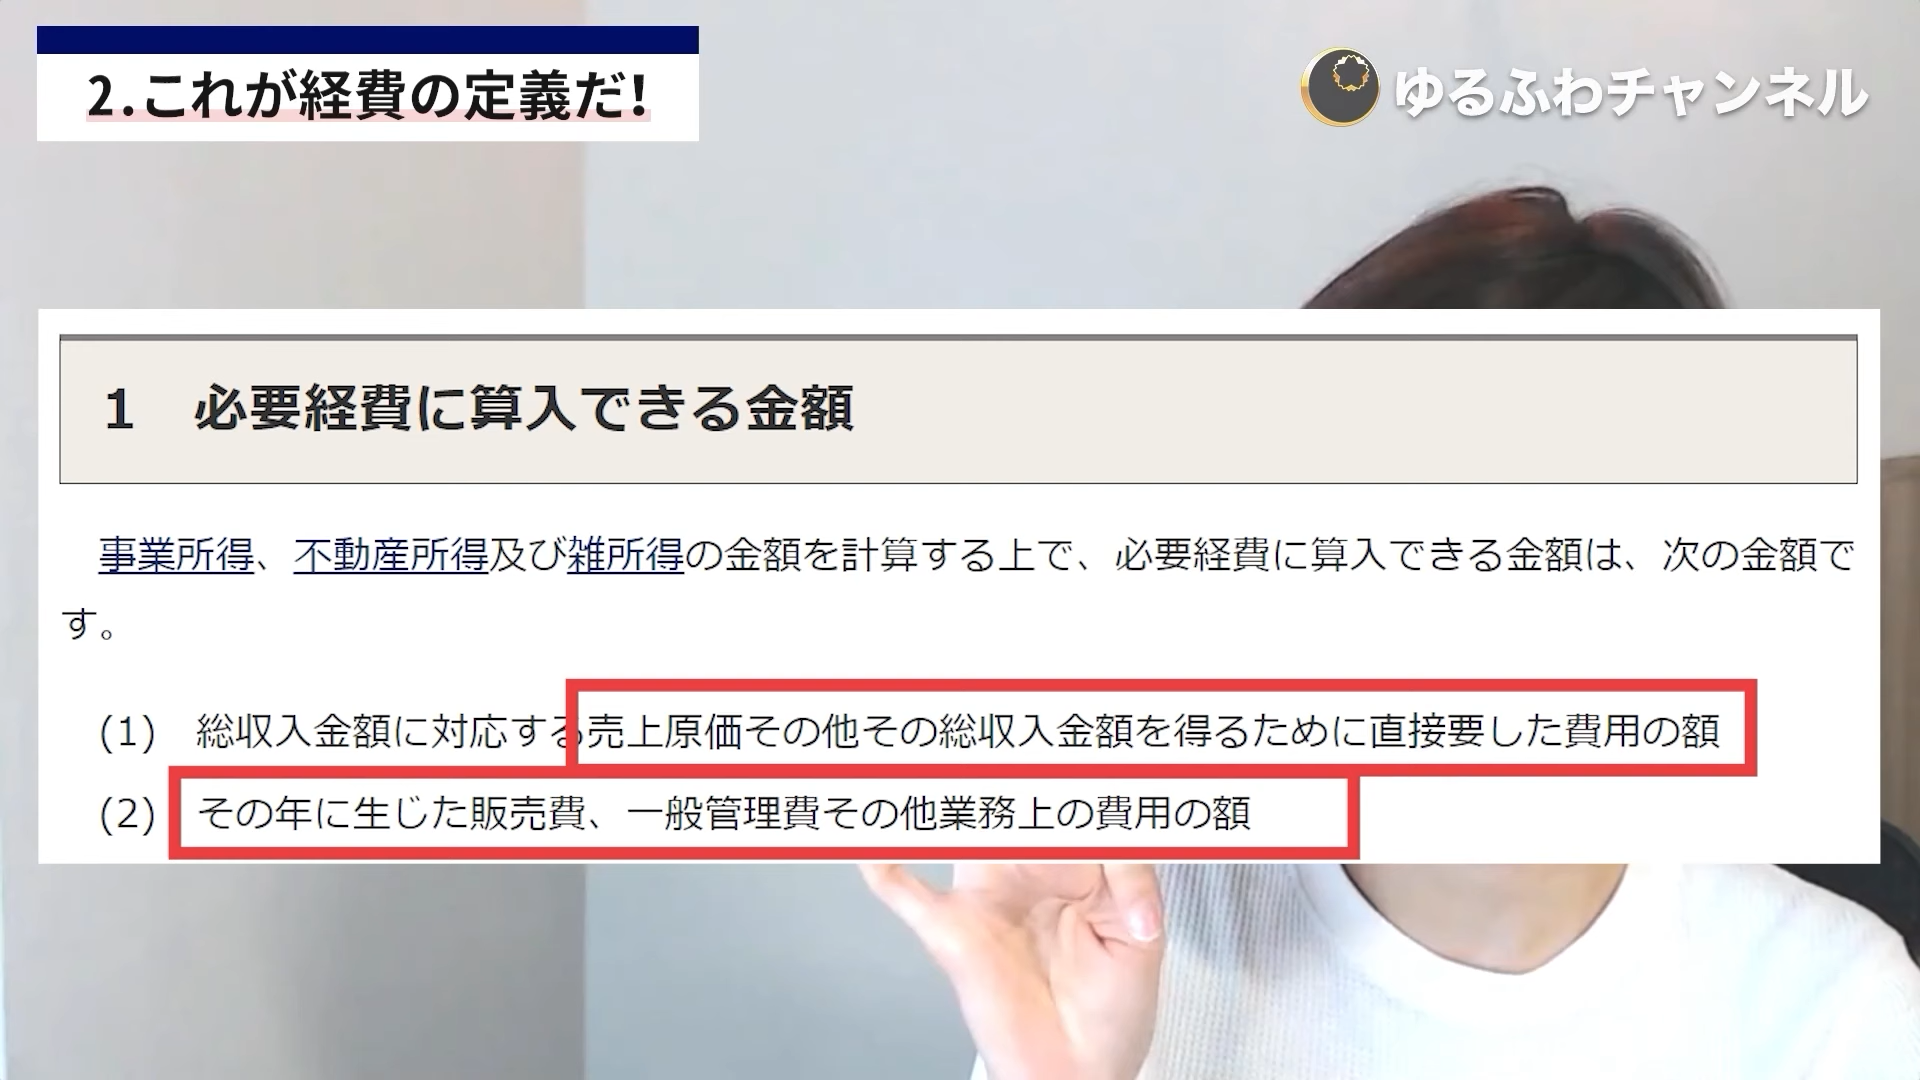 2.これが経費の定義だ!
ゆるふわチャンネル
1　必要経費に算入できる金額
事業所得、不動産所得及び雑所得の金額を計算する上で、必要経費に算入できる金額は、次の金額で
す。
(1)　総収入金額に対応する売上原価その他その総収入金額を得るために直接要した費用の額
(2)　その年に生じた販売費、一般管理費その他業務上の費用の額